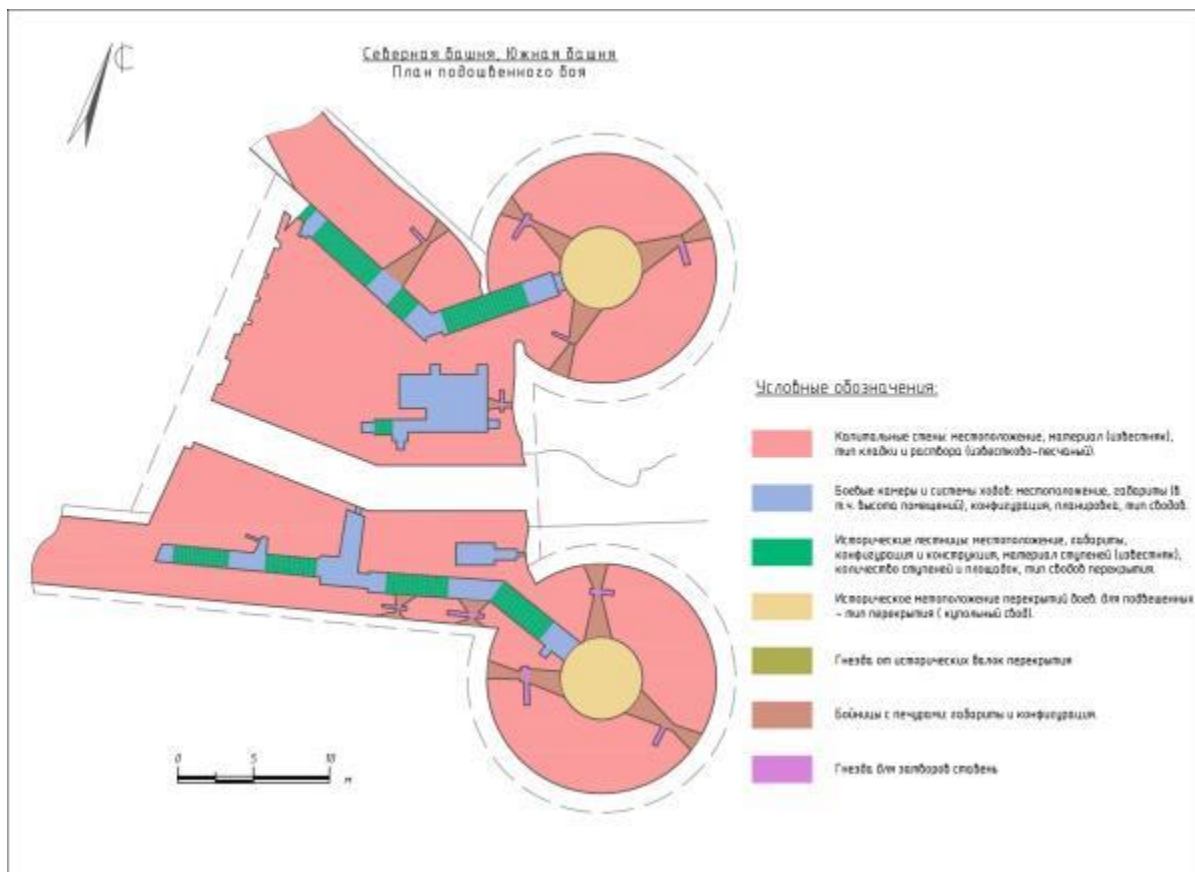 С
Северная башня, Южная башня
План подошвенного боя
Условные обозначения:
Капитальные стены: местоположение, материал (известняк),
тип кладки и раствора (известково-песчаный).
Боевые камеры и системы ходов: местоположение, габариты (в
т.ч. высота помещений), конфигурация, планировка, тип сводов.
Исторические лестницы: местоположение, габариты,
конфигурация и конструкция, материал ступеней (известняк),
количество ступеней и площадок, тип сводов перекрытия.
Историческое метоположение перекрытий боев. для подвешенных
- тип перекрытия ( купольный свод).
Гнезда от исторических балок перекрытия
Бойницы с печурами: габариты и конфигурация.
Гнезда для затворов ставень
0 5 10
м